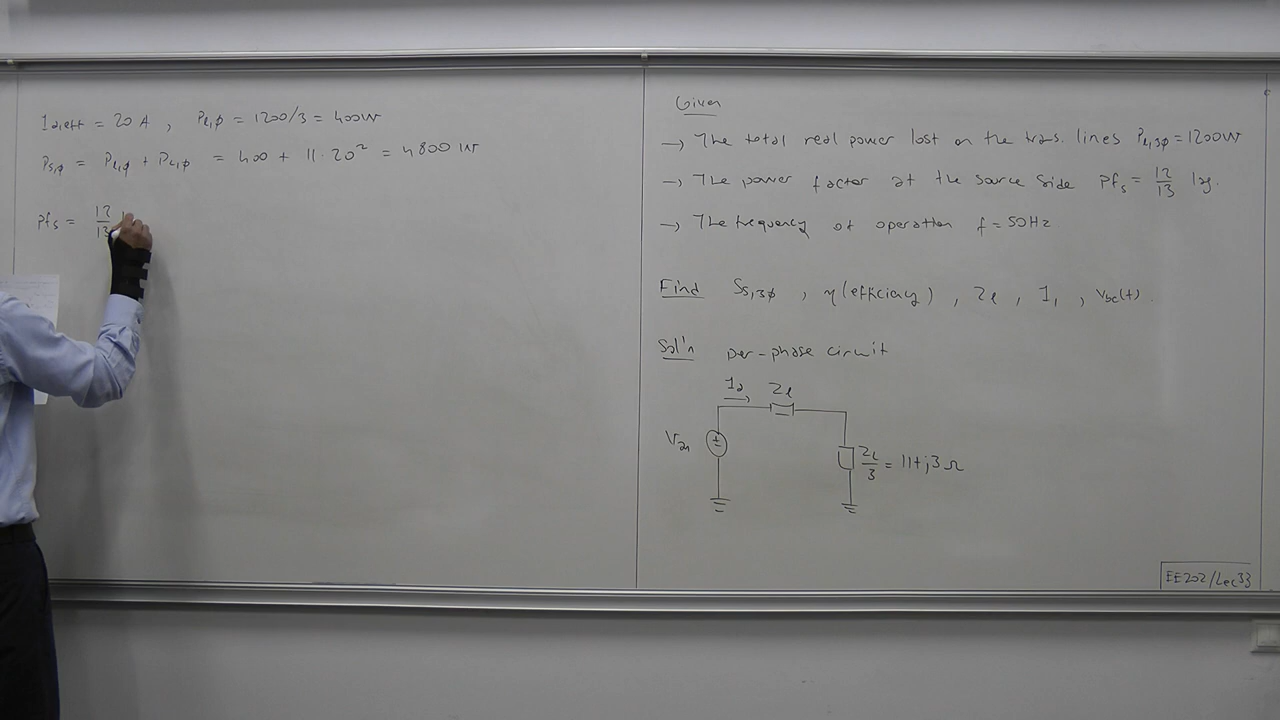 Ia,eff = 20 A , Pl,φ = 1200/3 = 400W
Ps,φ = Pl,φ + PL,φ = 400 + 11·20² = 4800 W
pfs = 12/13
Given
→ The total real power lost on the trans. lines Pl,3φ = 1200W
→ The power factor at the source side pfs = 12/13 lag.
→ The frequency of operation f = 50Hz
Find Ss,3φ , η (efficiency) , Zl , I1 , vbc(t).
Sol'n per-phase circuit
Ia Zl
Van
ZL/3 = 11+j3 Ω
EE202/Lec33